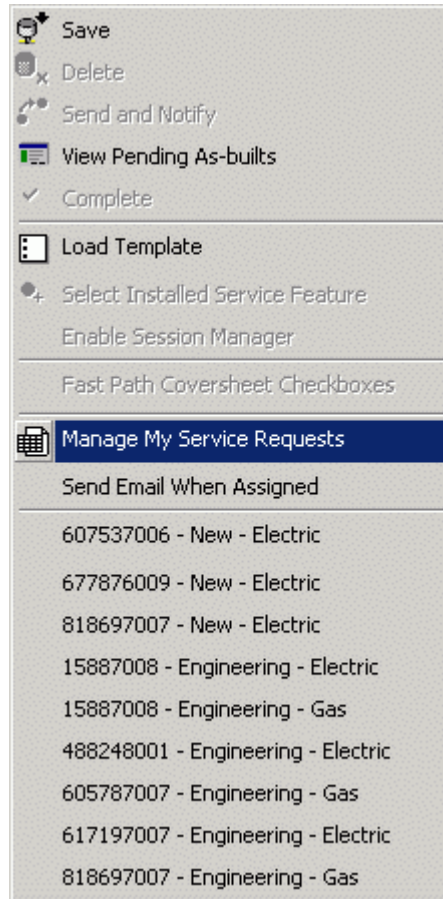 Save
Delete
Send and Notify
View Pending As-builts
Complete
Load Template
Select Installed Service Feature
Enable Session Manager
Fast Path Coversheet Checkboxes
Manage My Service Requests
Send Email When Assigned
607537006 - New - Electric
677876009 - New - Electric
818697007 - New - Electric
15887008 - Engineering - Electric
15887008 - Engineering - Gas
488248001 - Engineering - Electric
605787007 - Engineering - Gas
617197007 - Engineering - Electric
818697007 - Engineering - Gas